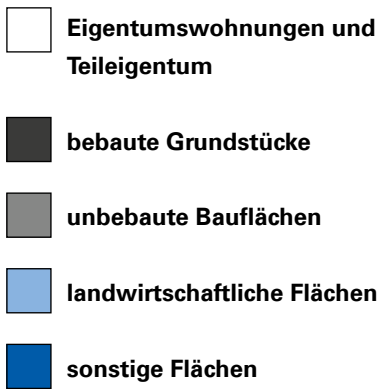 Eigentumswohnungen und
Teileigentum
bebaute Grundstücke
unbebaute Bauflächen
landwirtschaftliche Flächen
sonstige Flächen